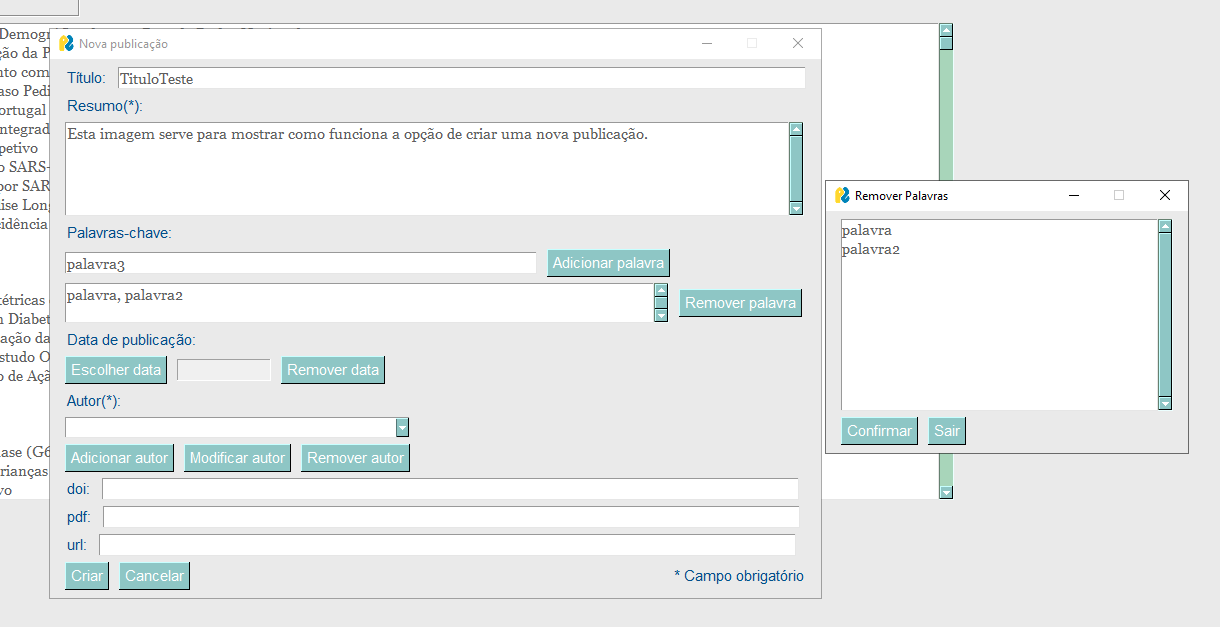 Demogr
ção da P
nto com
aso Pedi
ortugal
ntegrad
petivo
o SARS-
por SAR
lise Long
cidência
tétricas
n Diabet
ação da
studo O
o de Açã
lase (G6
rianças
vo
Nova publicação
Título: TituloTeste
Resumo(*):
Esta imagem serve para mostrar como funciona a opção de criar uma nova publicação.
Palavras-chave:
palavra3 Adicionar palavra
palavra, palavra2 Remover palavra
Data de publicação:
Escolher data Remover data
Autor(*):
Adicionar autor Modificar autor Remover autor
doi:
pdf:
url:
Criar Cancelar * Campo obrigatório
Remover Palavras
palavra
palavra2
Confirmar Sair